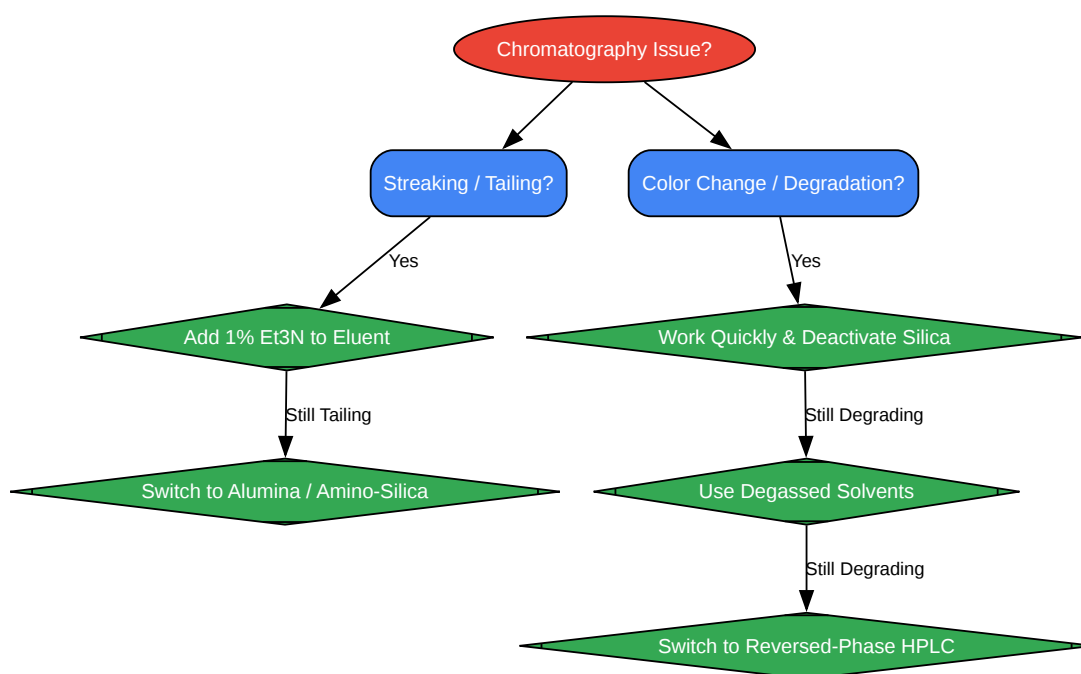 Chromatography Issue?
Streaking / Tailing?
Color Change / Degradation?
Yes
Yes
Add 1% Et3N to Eluent
Work Quickly & Deactivate Silica
Still Tailing
Still Degrading
Switch to Alumina / Amino-Silica
Use Degassed Solvents
Still Degrading
Switch to Reversed-Phase HPLC